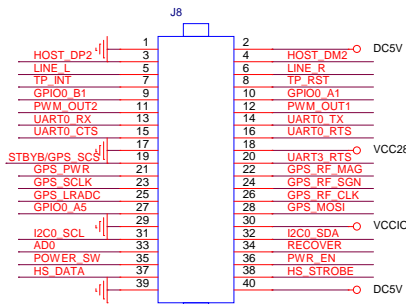 J8
1 2 DC5V
HOST_DP2 3 4 HOST_DM2
LINE_L 5 6 LINE_R
TP_INT 7 8 TP_RST
GPIO0_B1 9 10 GPIO0_A1
PWM_OUT2 11 12 PWM_OUT1
UART0_RX 13 14 UART0_TX
UART0_CTS 15 16 UART0_RTS
17 18 VCC28
STBYB/GPS_SCS 19 20 UART3_RTS
GPS_PWR 21 22 GPS_RF_MAG
GPS_SCLK 23 24 GPS_RF_SGN
GPS_LRADC 25 26 GPS_RF_CLK
GPIO0_A5 27 28 GPS_MOSI
29 30 VCCIO
I2C0_SCL 31 32 I2C0_SDA
AD0 33 34 RECOVER
POWER_SW 35 36 PWR_EN
HS_DATA 37 38 HS_STROBE
39 40 DC5V